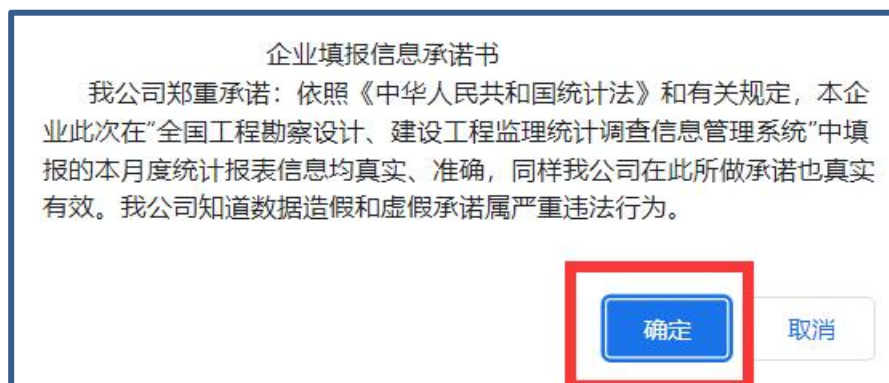 企业填报信息承诺书
我公司郑重承诺：依照《中华人民共和国统计法》和有关规定，本企
业此次在“全国工程勘察设计、建设工程监理统计调查信息管理系统”中填
报的本月度统计报表信息均真实、准确，同样我公司在此所做承诺也真实
有效。我公司知道数据造假和虚假承诺属严重违法行为。
确定 取消